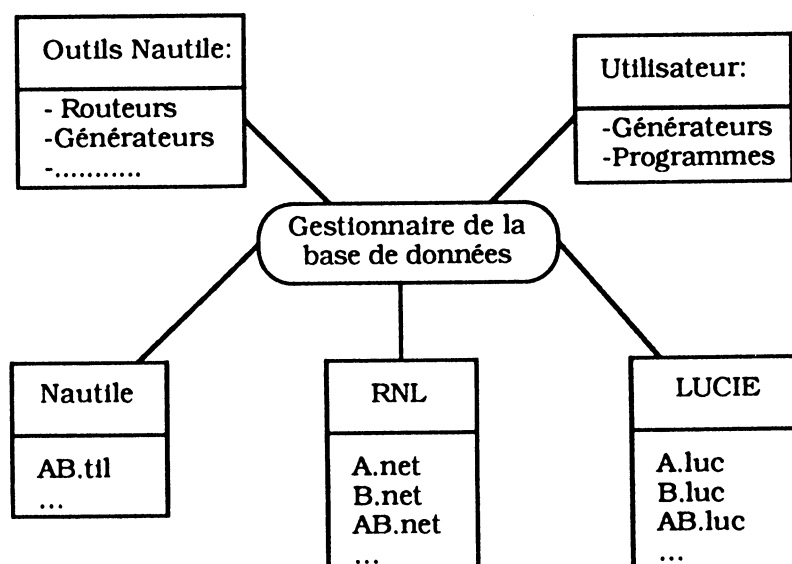 Outils Nautile:
- Routeurs
-Générateurs
-...........
Utilisateur:
-Générateurs
-Programmes
Gestionnaire de la
base de données
Nautile
AB.til
...
RNL
A.net
B.net
AB.net
...
LUCIE
A.luc
B.luc
AB.luc
...